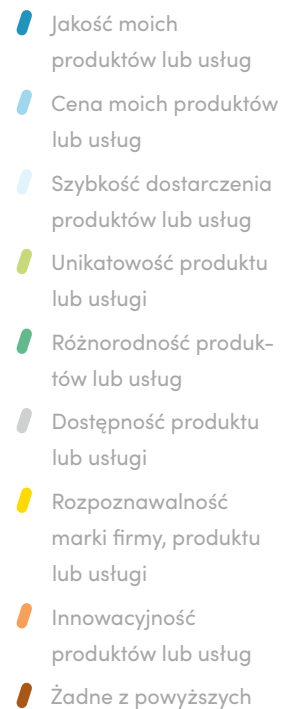 Jakość moich
produktów lub usług
Cena moich produktów
lub usług
Szybkość dostarczenia
produktów lub usług
Unikatowość produktu
lub usługi
Różnorodność produk-
tów lub usług
Dostępność produktu
lub usługi
Rozpoznawalność
marki firmy, produktu
lub usługi
Innowacyjność
produktów lub usług
Żadne z powyższych